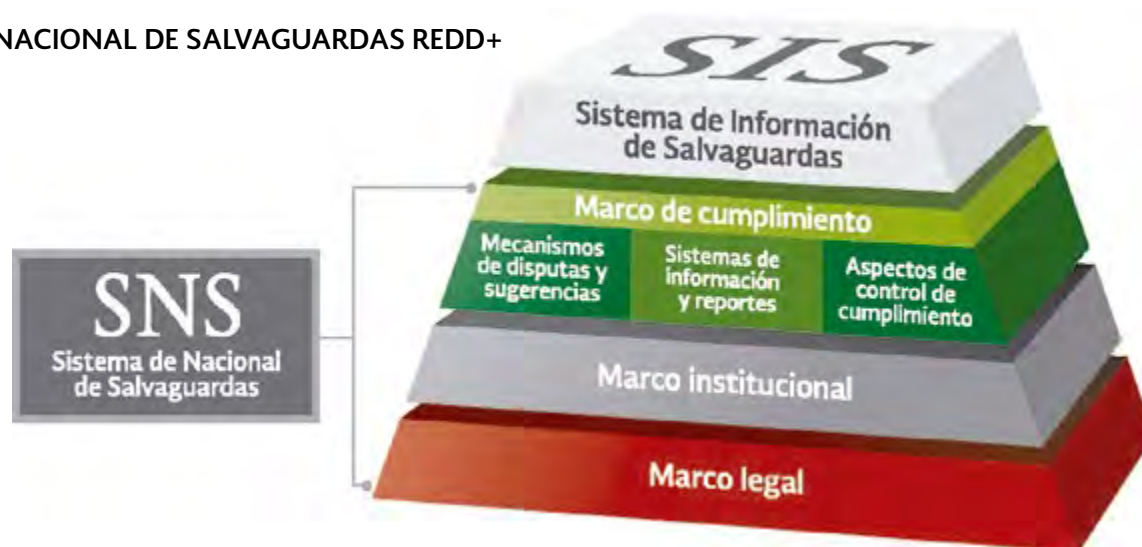 NACIONAL DE SALVAGUARDAS REDD+
SIS
Sistema de Información
de Salvaguardas
Marco de cumplimiento
Mecanismos
de disputas y
sugerencias
Sistemas de
información
y reportes
Aspectos de
control de
cumplimiento
SNS
Sistema de Nacional
de Salvaguardas
Marco institucional
Marco legal